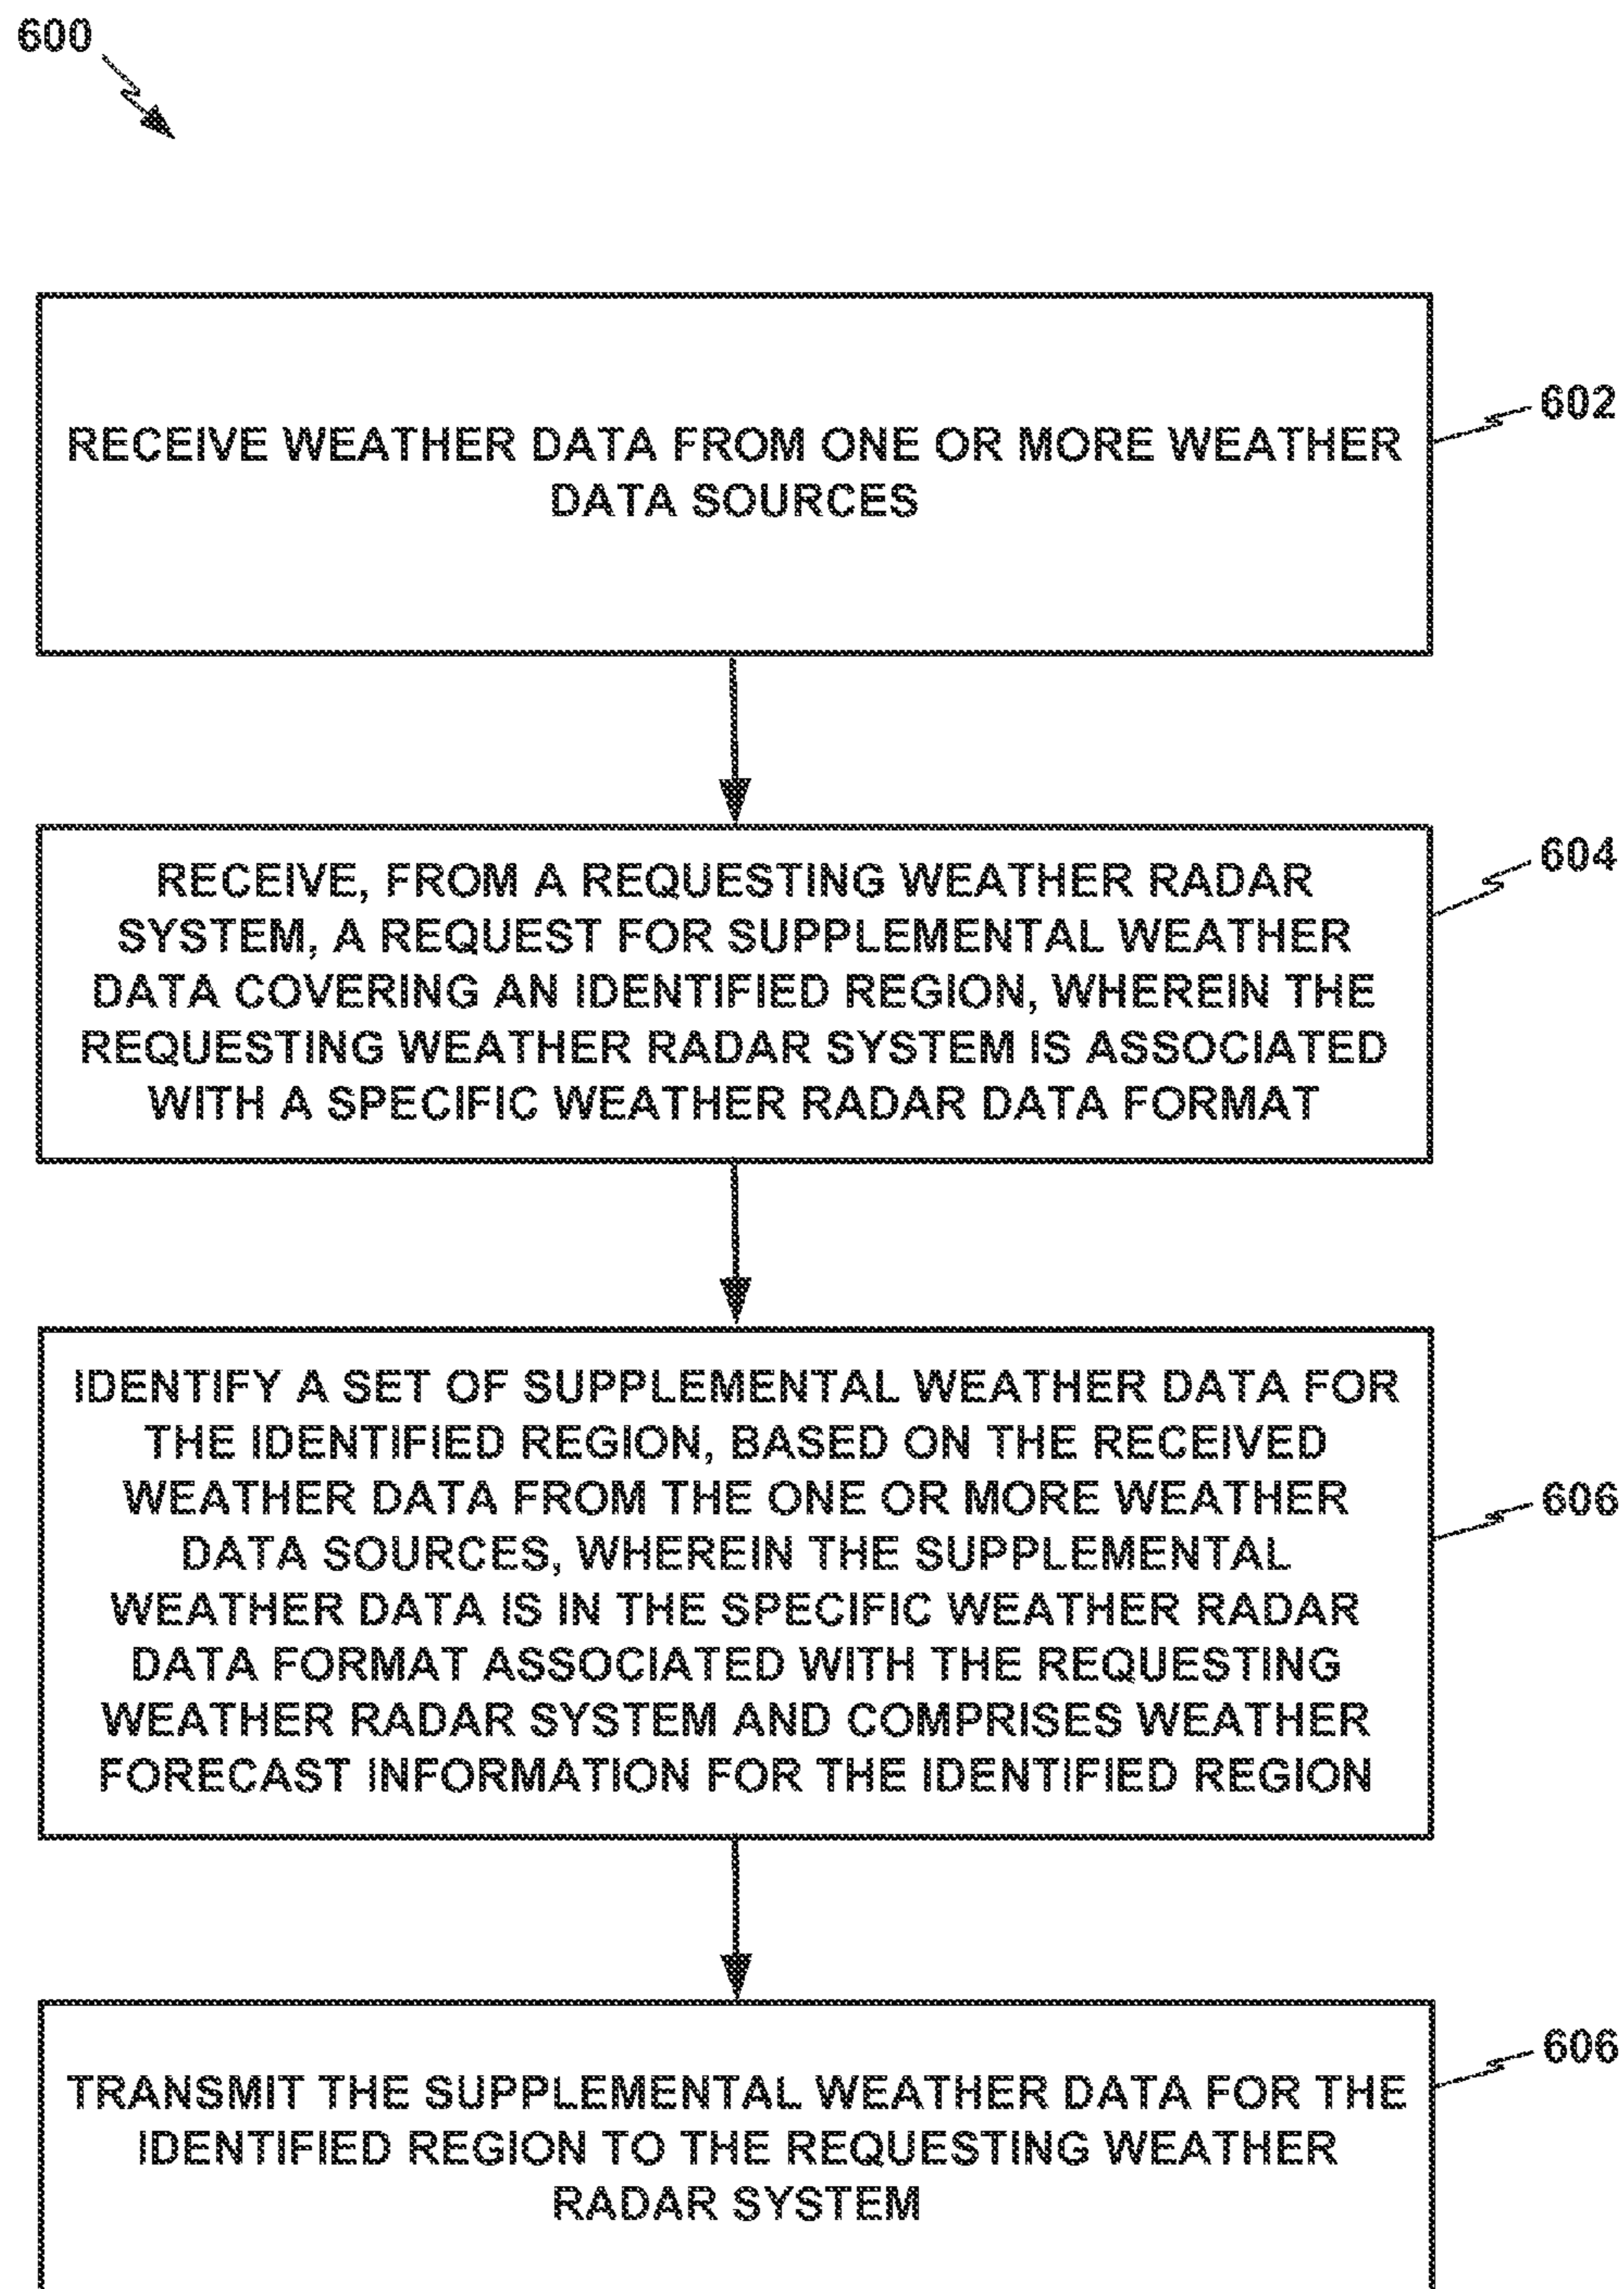 600
602
RECEIVE WEATHER DATA FROM ONE OR MORE WEATHER
DATA SOURCES
604
RECEIVE, FROM A REQUESTING WEATHER RADAR
SYSTEM, A REQUEST FOR SUPPLEMENTAL WEATHER
DATA COVERING AN IDENTIFIED REGION, WHEREIN THE
REQUESTING WEATHER RADAR SYSTEM IS ASSOCIATED
WITH A SPECIFIC WEATHER RADAR DATA FORMAT
IDENTIFY A SET OF SUPPLEMENTAL WEATHER DATA FOR
THE IDENTIFIED REGION, BASED ON THE RECEIVED
WEATHER DATA FROM THE ONE OR MORE WEATHER
606
DATA SOURCES, WHEREIN THE SUPPLEMENTAL
WEATHER DATA IS IN THE SPECIFIC WEATHER RADAR
DATA FORMAT ASSOCIATED WITH THE REQUESTING
WEATHER RADAR SYSTEM AND COMPRISES WEATHER
FORECAST INFORMATION FOR THE IDENTIFIED REGION
606
TRANSMIT THE SUPPLEMENTAL WEATHER DATA FOR THE
IDENTIFIED REGION TO THE REQUESTING WEATHER
RADAR SYSTEM